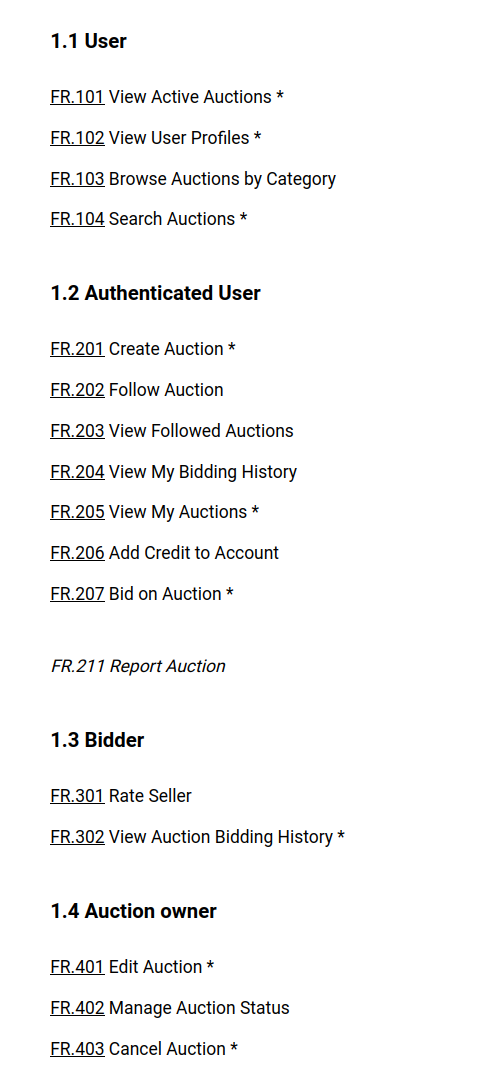 1.1 User
FR.101 View Active Auctions *
FR.102 View User Profiles *
FR.103 Browse Auctions by Category
FR.104 Search Auctions *
1.2 Authenticated User
FR.201 Create Auction *
FR.202 Follow Auction
FR.203 View Followed Auctions
FR.204 View My Bidding History
FR.205 View My Auctions *
FR.206 Add Credit to Account
FR.207 Bid on Auction *
FR.211 Report Auction
1.3 Bidder
FR.301 Rate Seller
FR.302 View Auction Bidding History *
1.4 Auction owner
FR.401 Edit Auction *
FR.402 Manage Auction Status
FR.403 Cancel Auction *